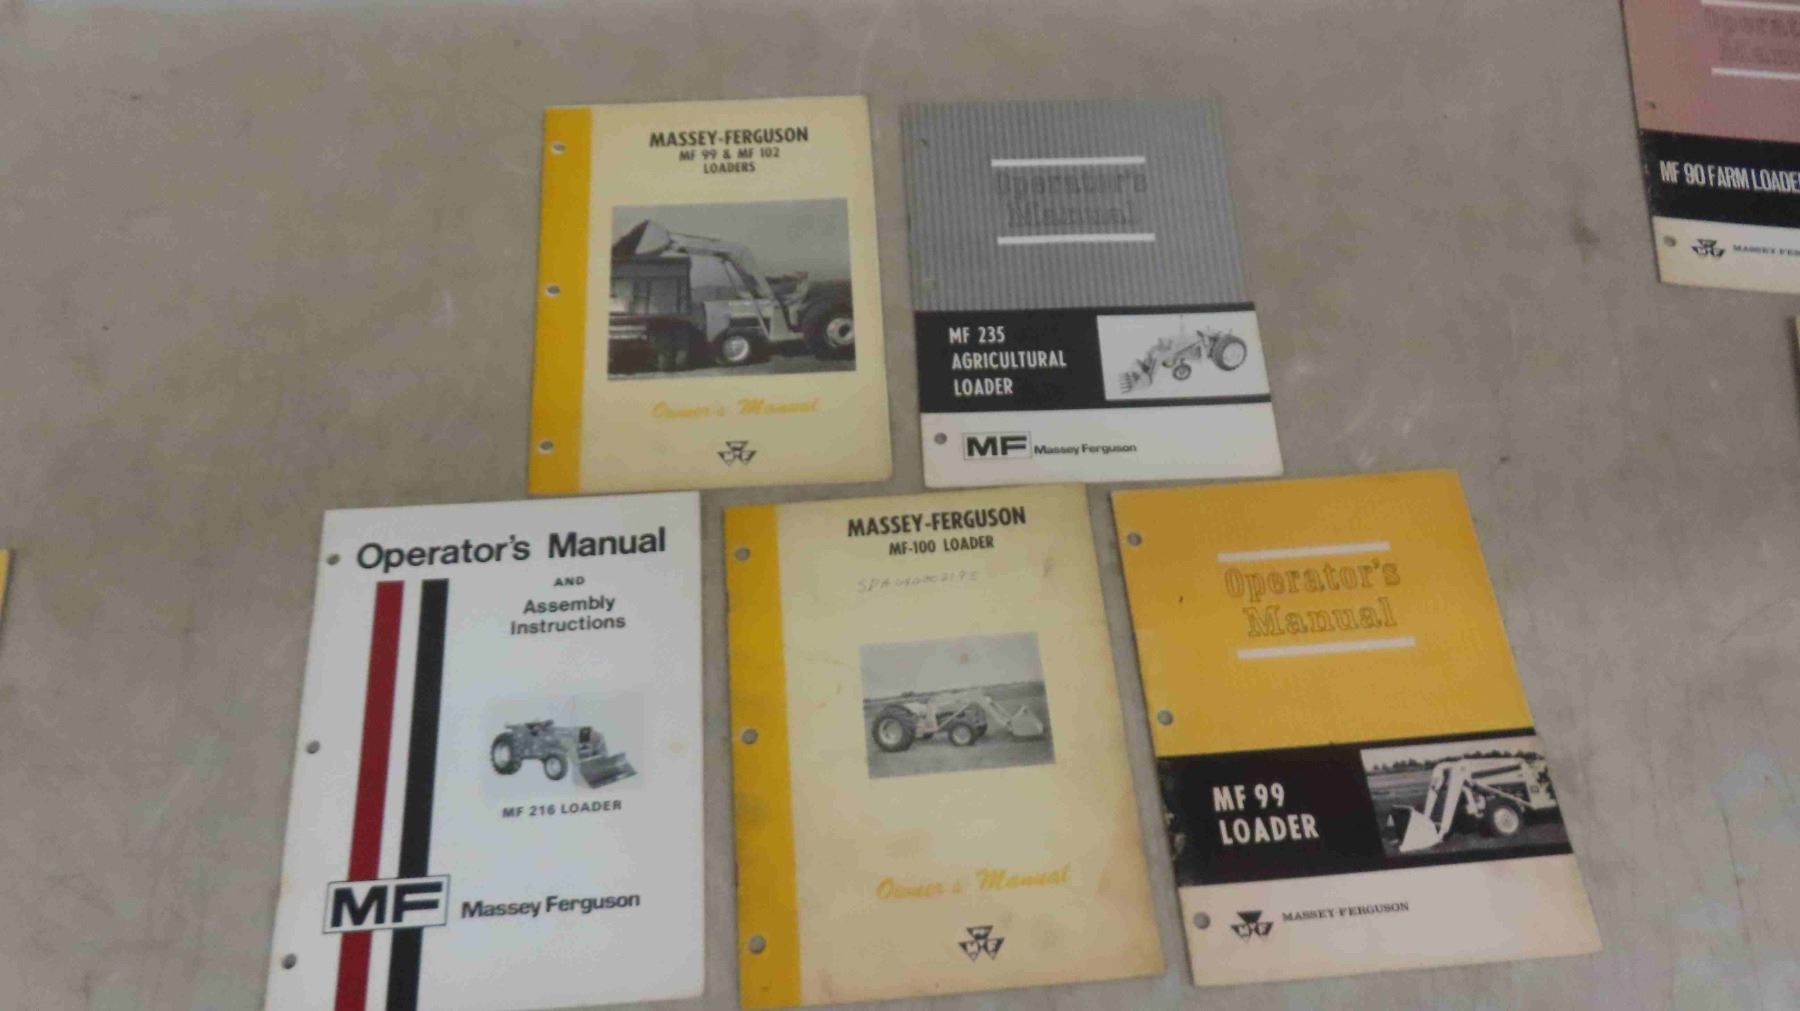 MASSEY-FERGUSON
MF 99 & MF 102
LOADERS
Owner's Manual
Operator's
Manual
MF 235
AGRICULTURAL
LOADER
MF Massey Ferguson
MF 90 FARM LOADER
Operator's Manual
AND
Assembly
Instructions
MF 216 LOADER
MF Massey Ferguson
MASSEY-FERGUSON
MF-100 LOADER
Owner's Manual
Operator's
Manual
MF 99
LOADER
MASSEY-FERGUSON